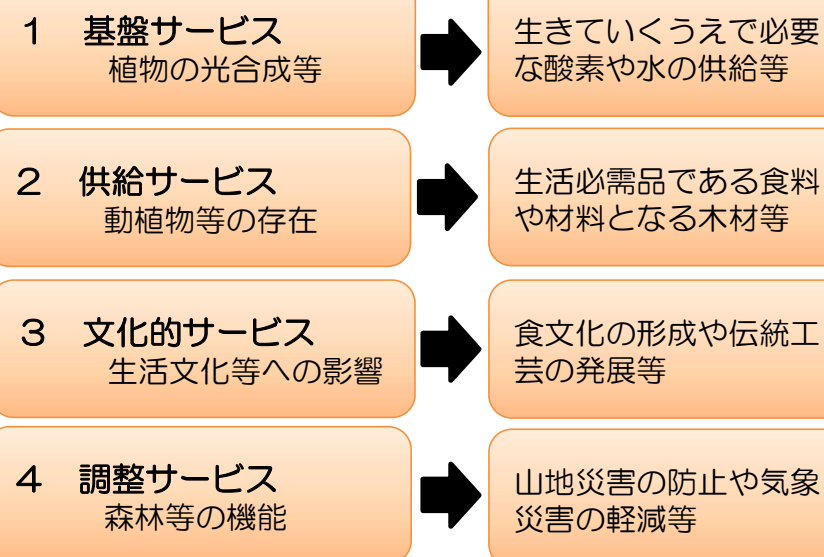 １　基盤サービス
植物の光合成等
生きていくうえで必要
な酸素や水の供給等
２　供給サービス
動植物等の存在
生活必需品である食料
や材料となる木材等
３　文化的サービス
生活文化等への影響
食文化の形成や伝統工
芸の発展等
４　調整サービス
森林等の機能
山地災害の防止や気象
災害の軽減等